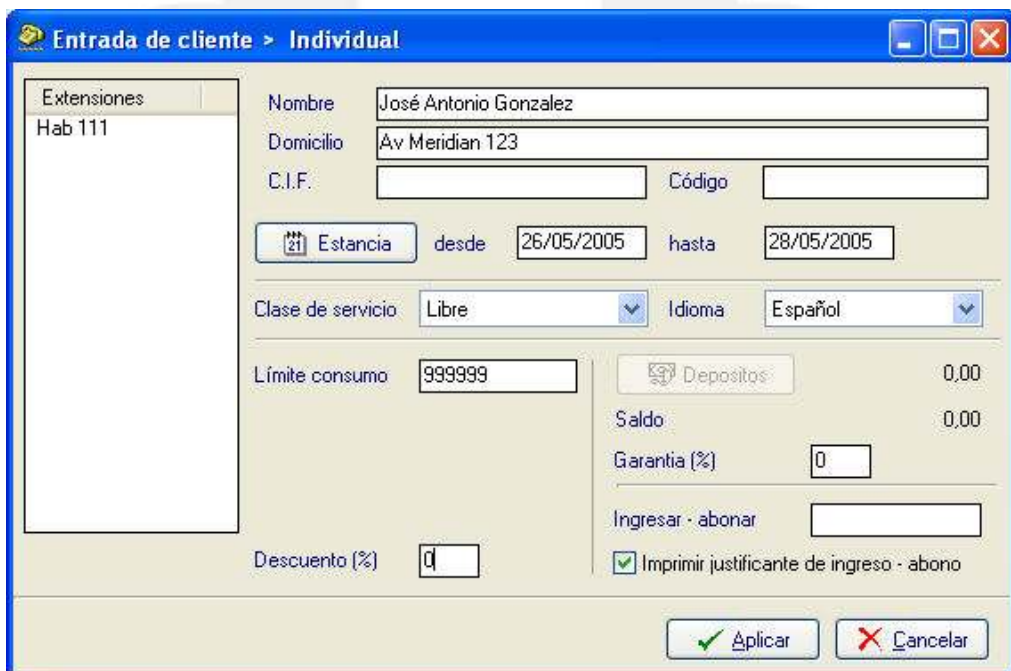 Entrada de cliente > Individual
Extensiones
Hab 111
Nombre José Antonio Gonzalez
Domicilio Av Meridian 123
C.I.F. Código
21 Estancia desde 26/05/2005 hasta 28/05/2005
Clase de servicio Libre Idioma Español
Límite consumo 999999 Depositos 0,00
Saldo 0,00
Garantia (%) 0
Ingresar - abonar
Descuento (%) 0 Imprimir justificante de ingreso - abono
Aplicar Cancelar